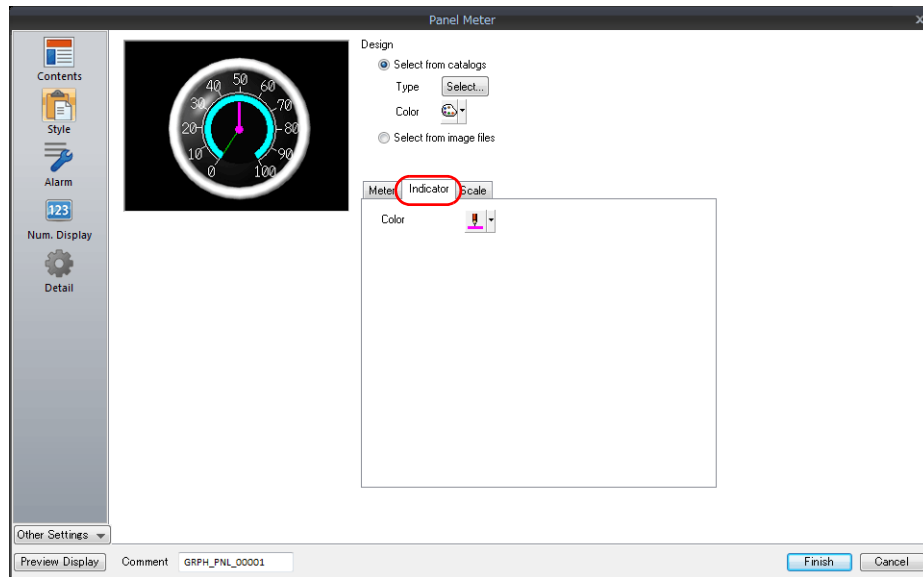 Panel Meter
x
Contents
Style
Alarm
123
Num. Display
Detail
Other Settings
0
10
20
30
40
50
60
70
80
90
100
Design
Select from catalogs
Type Select...
Color
Select from image files
Meter Indicator Scale
Color
Preview Display Comment GRPH_PNL_00001 Finish Cancel